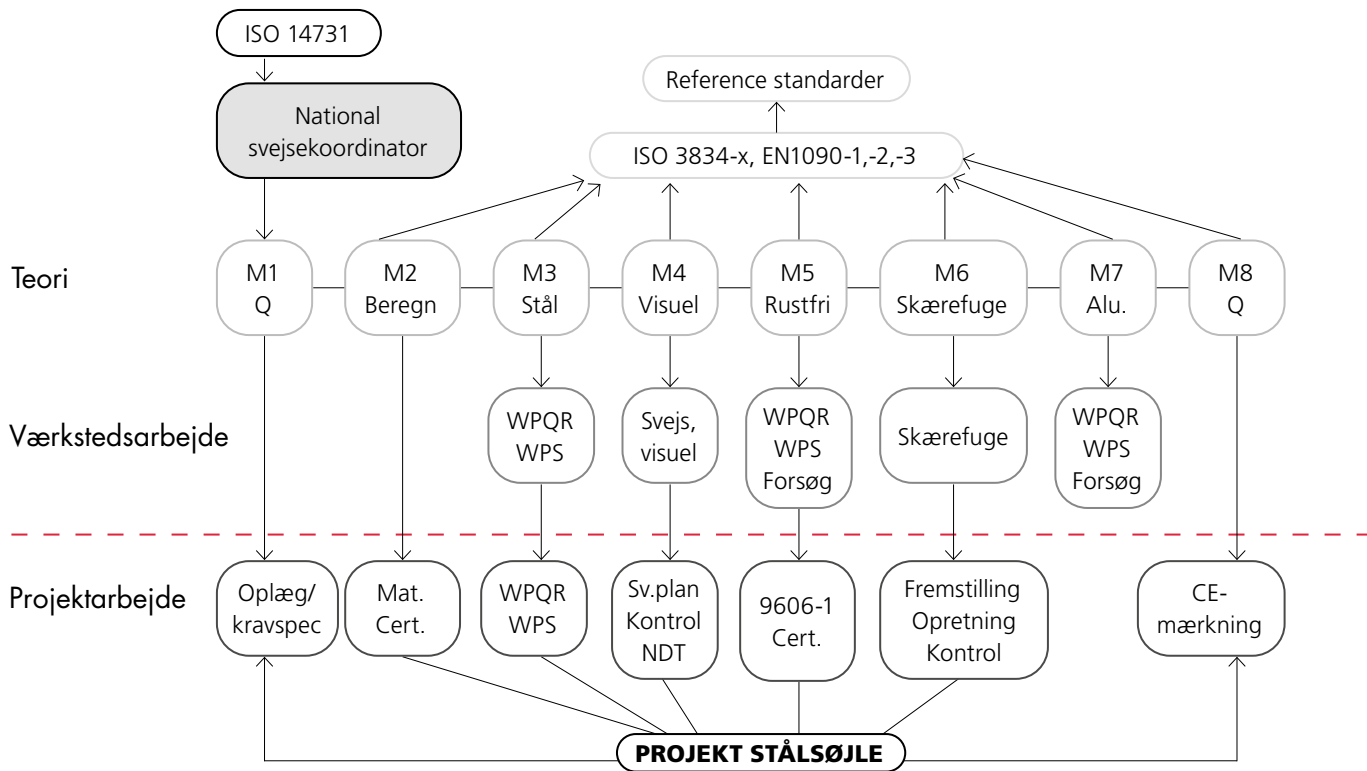 ISO 14731
National
svejsekoordinator
Reference standarder
ISO 3834-x, EN1090-1,-2,-3
Teori
M1
Q
M2
Beregn
M3
Stål
M4
Visuel
M5
Rustfri
M6
Skærefuge
M7
Alu.
M8
Q
Værkstedsarbejde
WPQR
WPS
Svejs,
visuel
WPQR
WPS
Forsøg
Skærefuge
WPQR
WPS
Forsøg
Projektarbejde
Oplæg/
kravspec
Mat.
Cert.
WPQR
WPS
Sv.plan
Kontrol
NDT
9606-1
Cert.
Fremstilling
Opretning
Kontrol
CE-
mærkning
PROJEKT STÅLSØJLE